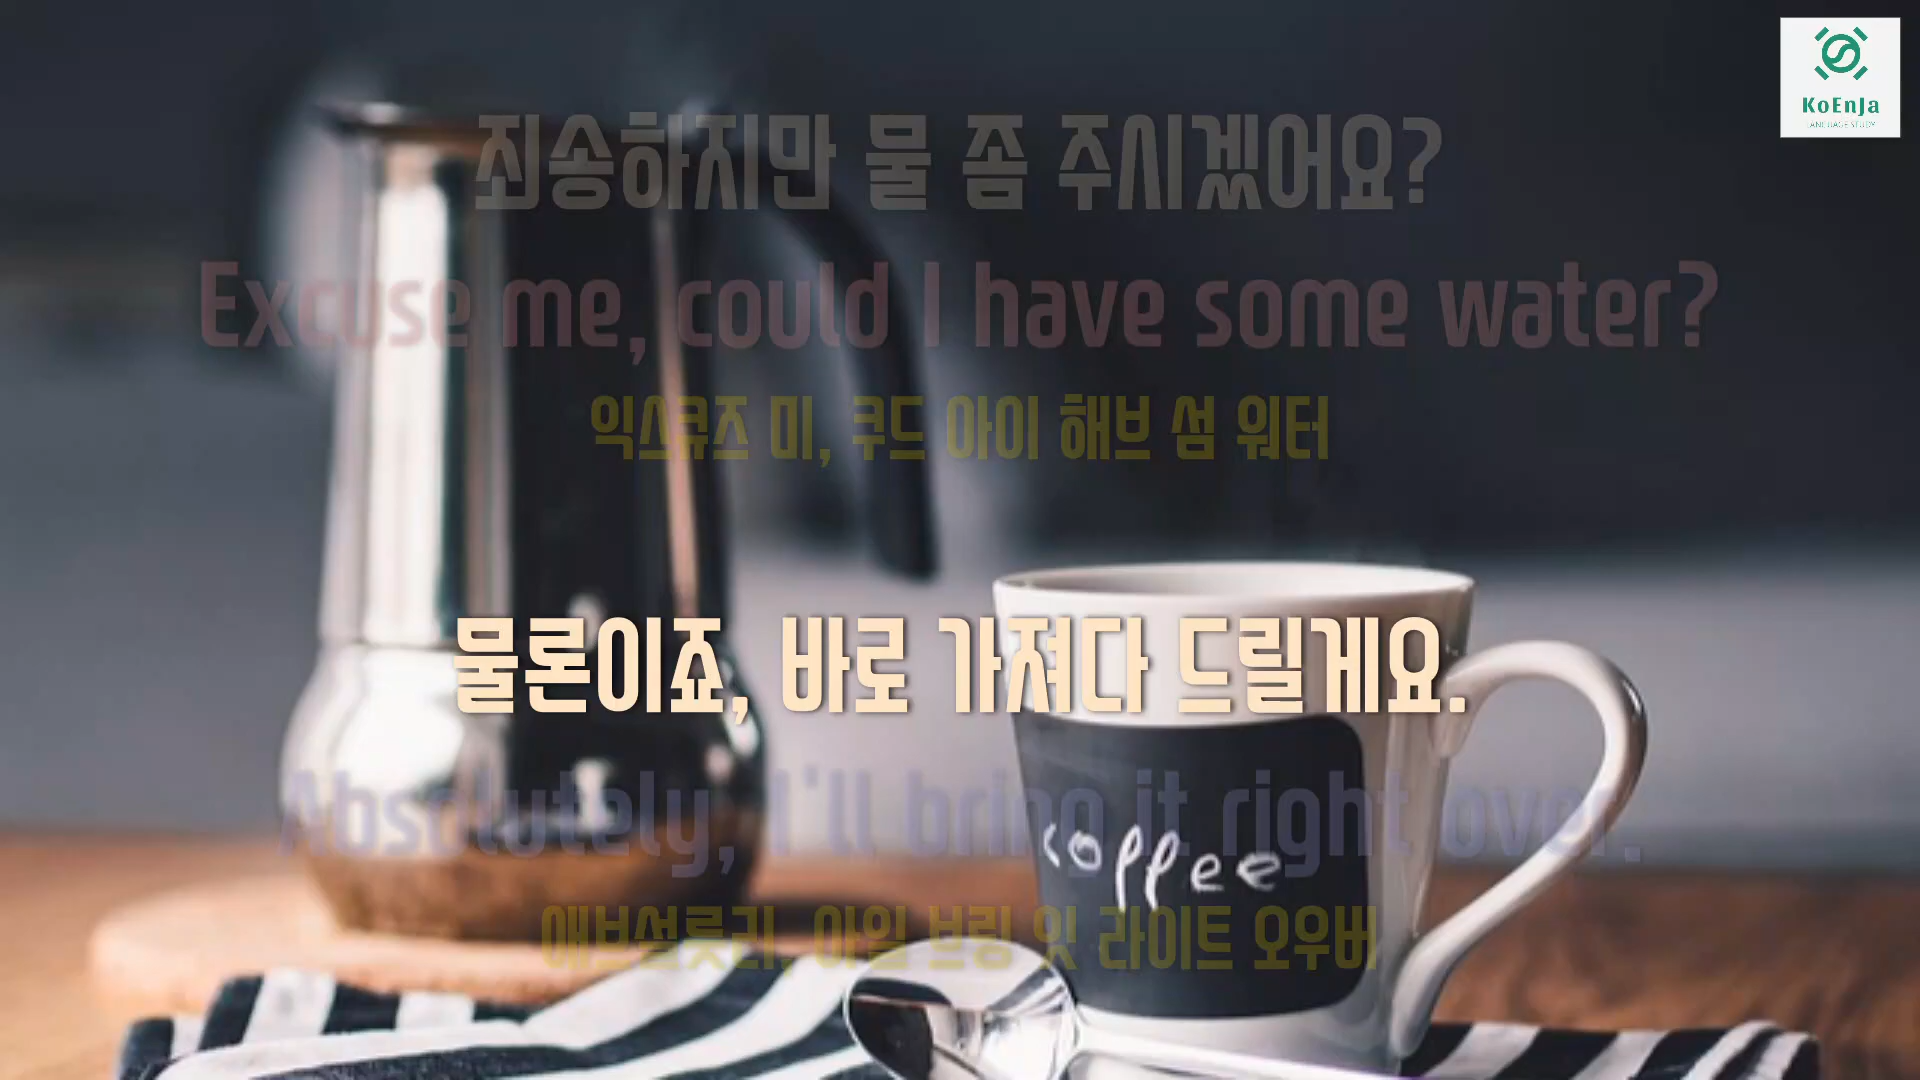 KoEnJa
LANGUAGE STUDY
죄송하지만 물 좀 주시겠어요?
Excuse me, could I have some water?
익스큐즈 미, 쿠드 아이 해브 섬 워터
물론이죠, 바로 가져다 드릴게요.
Absolutely, I'll bring it right over.
coffee
애브설룻리, 아일 브링 잇 라이트 오우버